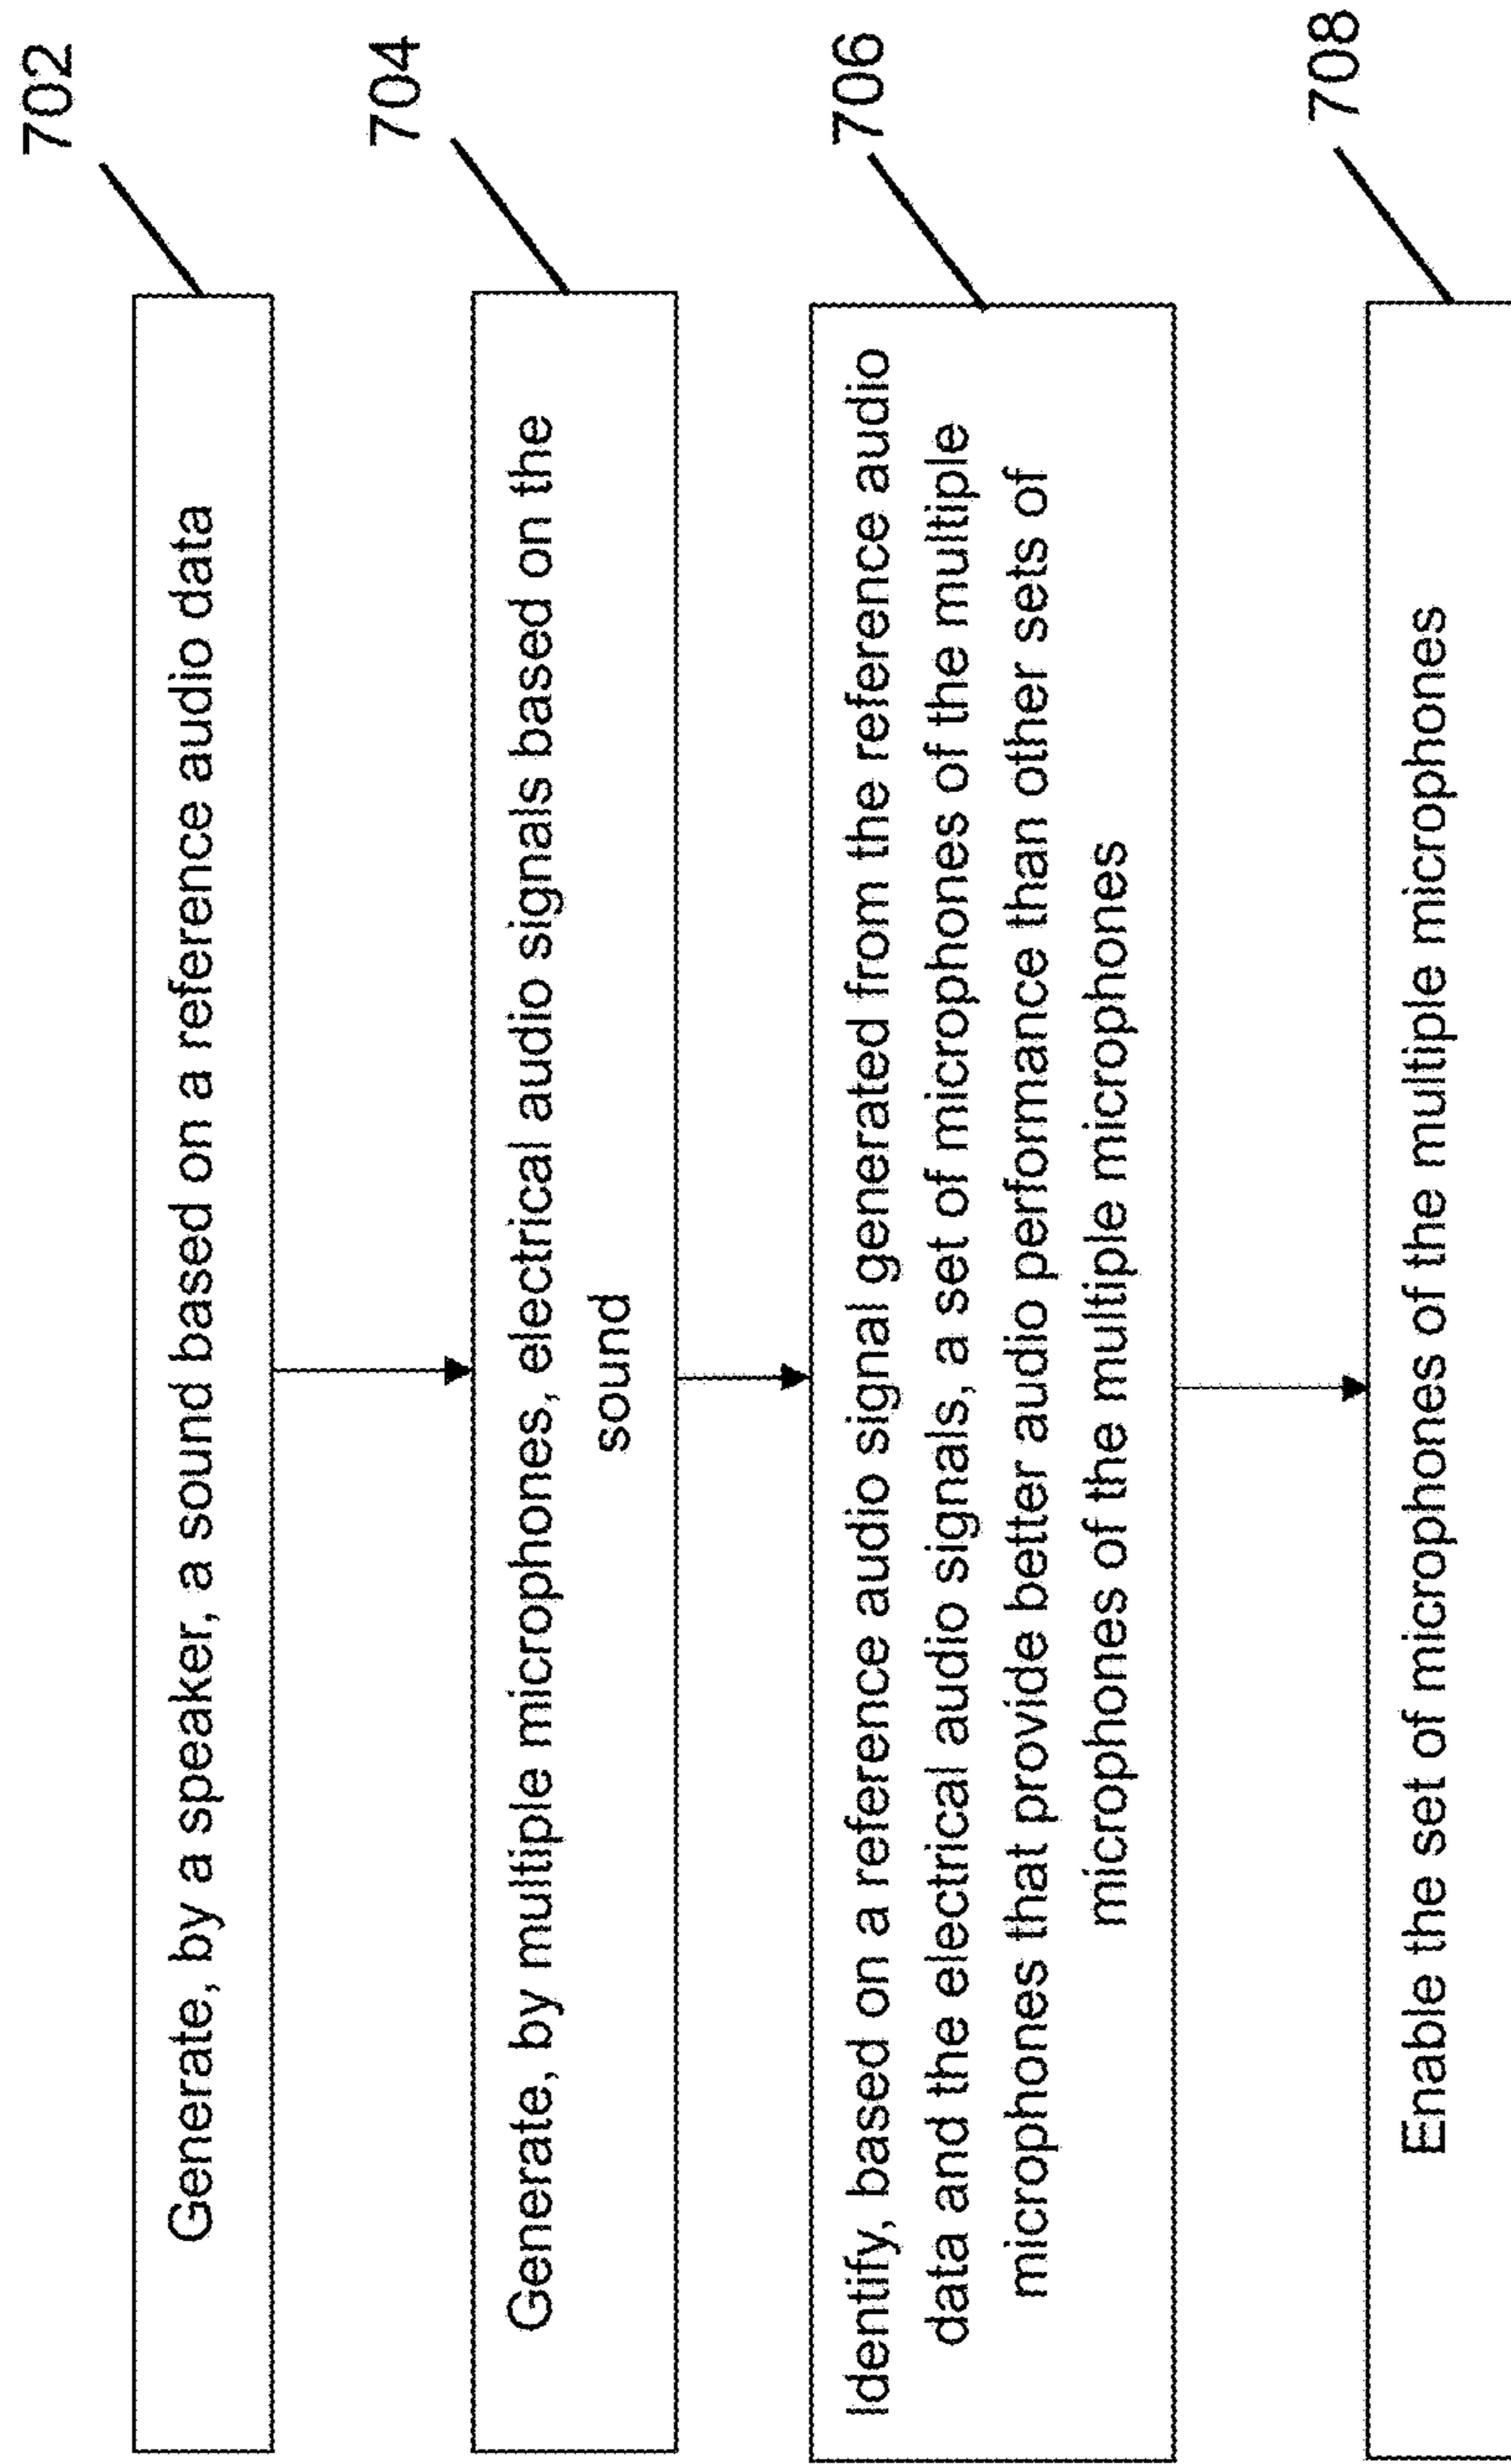 702
Generate, by a speaker, a sound based on a reference audio data
704
Generate, by multiple microphones, electrical audio signals based on the
sound
706
Identify, based on a reference audio signal generated from the reference audio
data and the electrical audio signals, a set of microphones of the multiple
microphones that provide better audio performance than other sets of
microphones of the multiple microphones
708
Enable the set of microphones of the multiple microphones